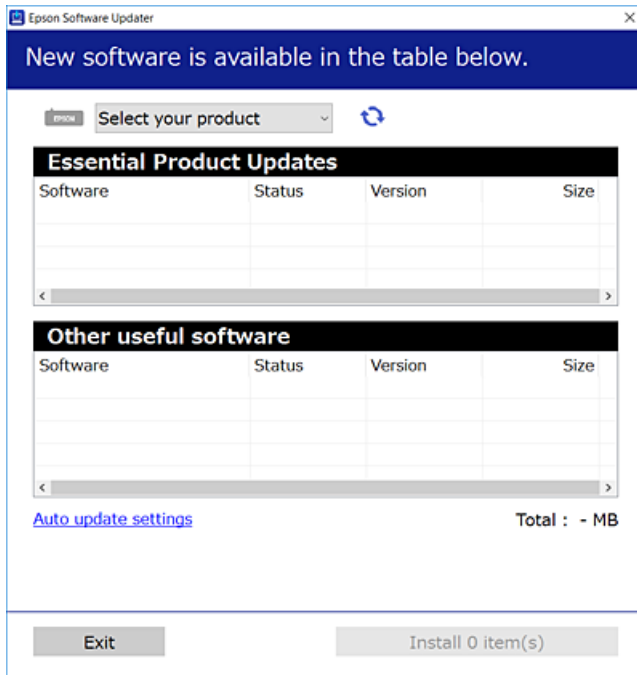 Epson Software Updater
New software is available in the table below.
EPSON Select your product
Essential Product Updates
Software Status Version Size
Other useful software
Software Status Version Size
Auto update settings Total : - MB
Exit Install 0 item(s)